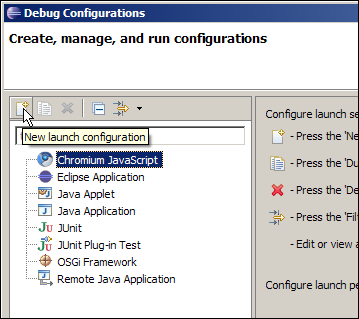 Debug Configurations
Create, manage, and run configurations
New launch configuration
Configure launch se
- Press the 'Ne
- Press the 'Du
- Press the 'De
- Press the 'Filt
- Edit or view a
Configure launch pe
Chromium JavaScript
Eclipse Application
Java Applet
Java Application
JUnit
JUnit Plug-in Test
OSGi Framework
Remote Java Application